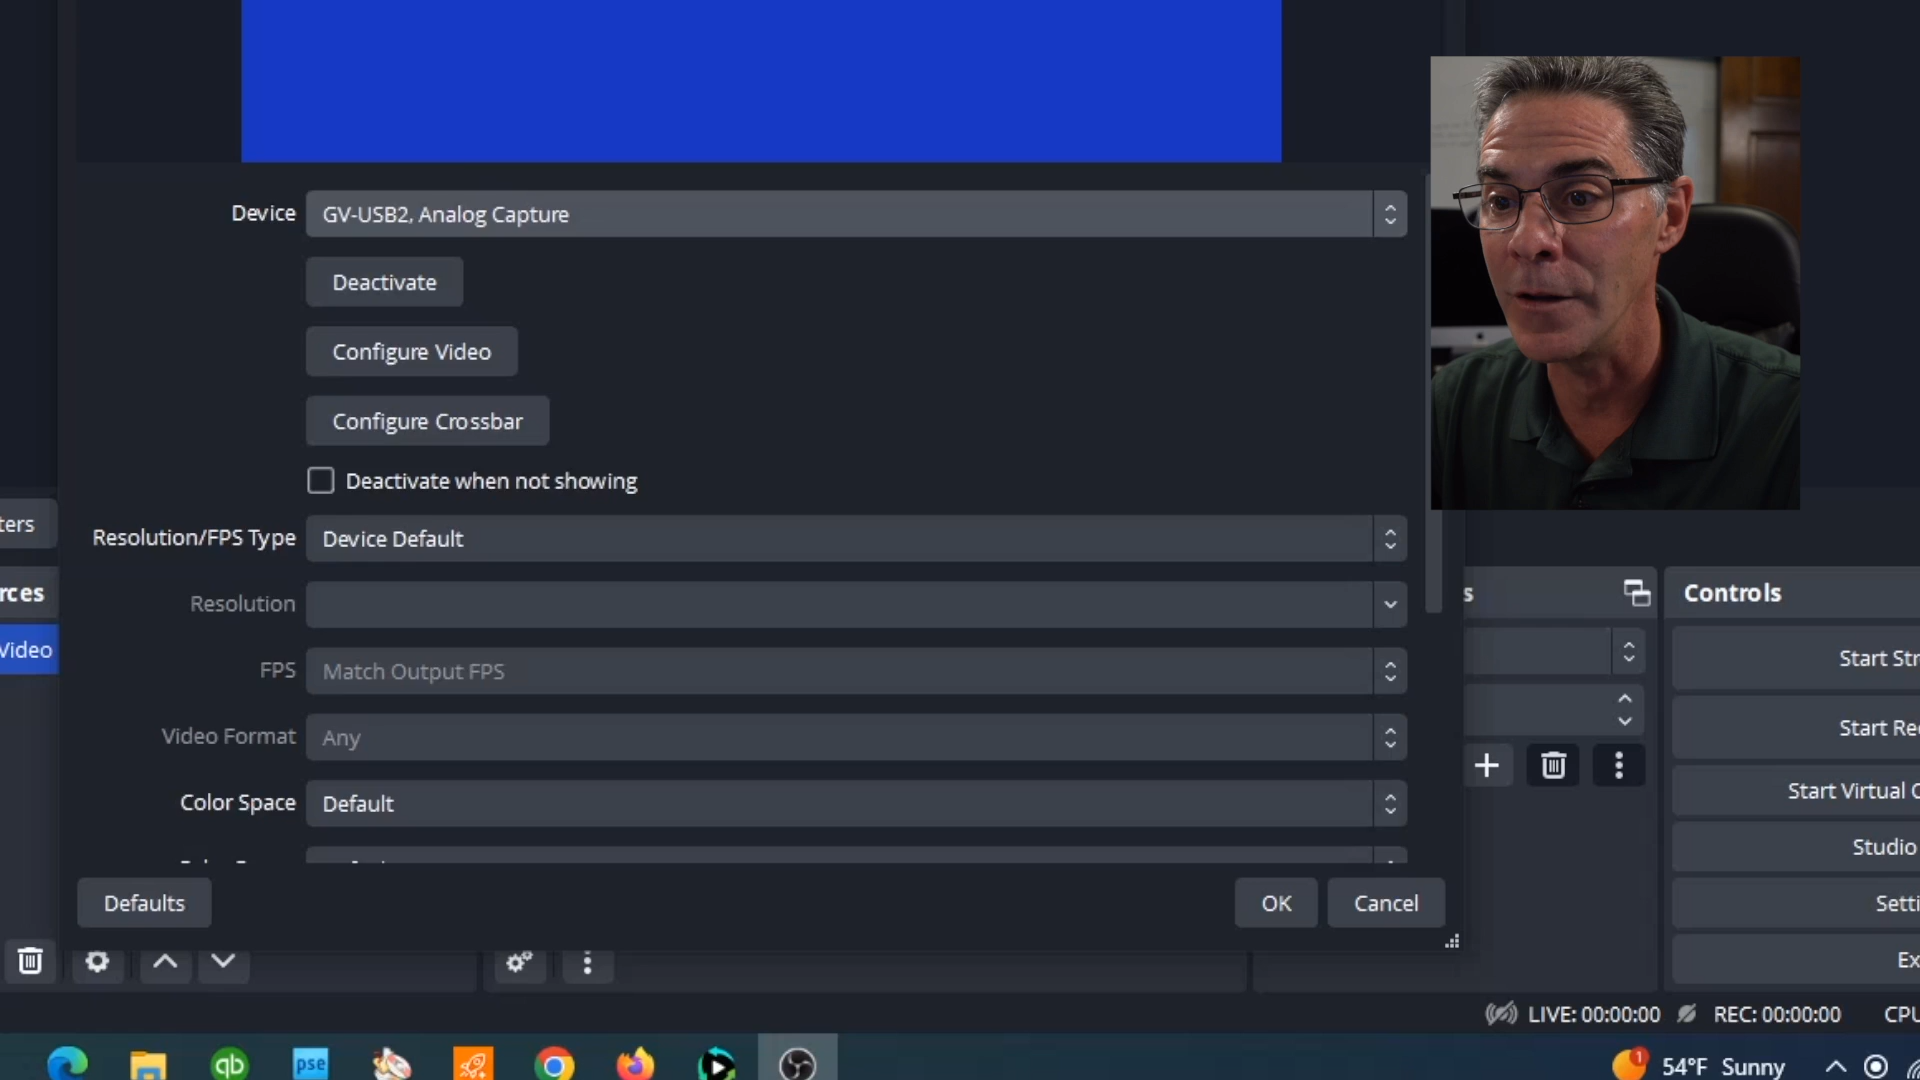 Device
GV-USB2, Analog Capture
Deactivate
Configure Video
Configure Crossbar
Deactivate when not showing
ters
Resolution/FPS Type
Device Default
rces
Resolution
s
Controls
Video
FPS
Match Output FPS
Start Str
Video Format
Any
Start Re
Start Virtual C
Color Space
Default
Studio
Defaults
OK
Cancel
Setti
Ex
LIVE: 00:00:00
REC: 00:00:00
CPU
qb
pse
1
54°F Sunny